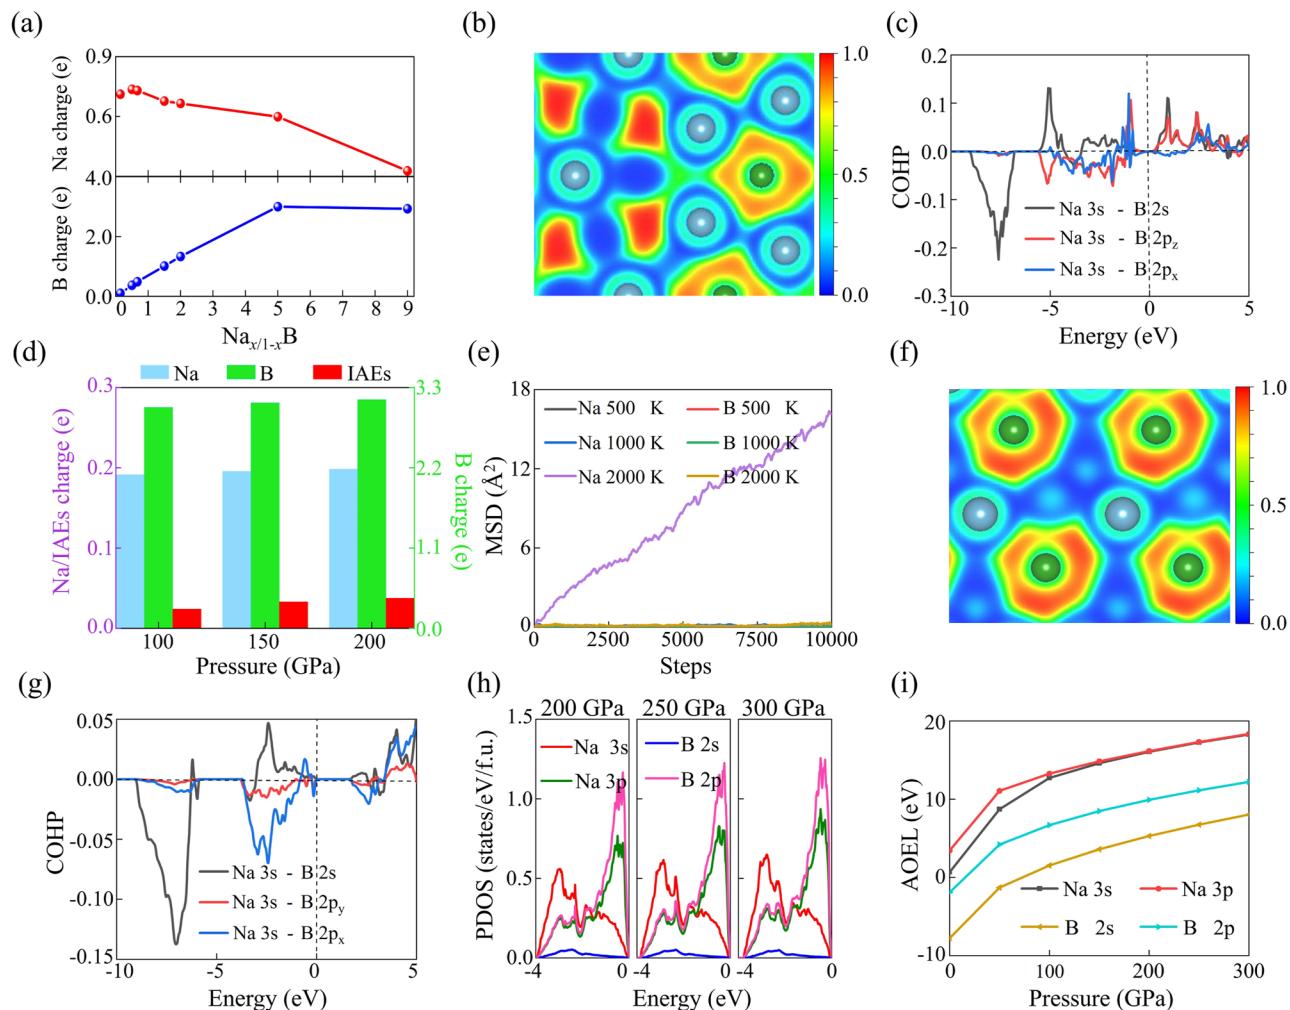 (a)
0.9
0.6
Na charge (e)
4.0
2.0
0.0
B charge (e)
0 1 2 3 4 5 6 7 8 9
Naₓ/₁₋ₓB
(b)
1.0
0.5
0.0
(c)
0.2
0.1
0.0
-0.1
-0.2
-0.3
COHP
Na 3s - B 2s
Na 3s - B 2p_z
Na 3s - B 2p_x
-10 -5 0 5
Energy (eV)
(d)
Na B IAEs
0.3
0.2
0.1
0.0
Na/IAEs charge (e)
3.3
2.2
1.1
0.0
B charge (e)
100 150 200
Pressure (GPa)
(e)
18
12
6
0
MSD (Å²)
Na 500 K B 500 K
Na 1000 K B 1000 K
Na 2000 K B 2000 K
0 2500 5000 7500 10000
Steps
(f)
1.0
0.5
0.0
(g)
0.05
0.00
-0.05
-0.10
-0.15
COHP
Na 3s - B 2s
Na 3s - B 2p_y
Na 3s - B 2p_x
-10 -5 0 5
Energy (eV)
(h)
200 GPa 250 GPa 300 GPa
1.5
1.0
0.5
0.0
PDOS (states/eV/f.u.)
Na 3s B 2s
Na 3p B 2p
-4 0 -4 0 -4 0
Energy (eV)
(i)
20
10
0
-10
AOEL (eV)
Na 3s Na 3p
B 2s B 2p
0 100 200 300
Pressure (GPa)